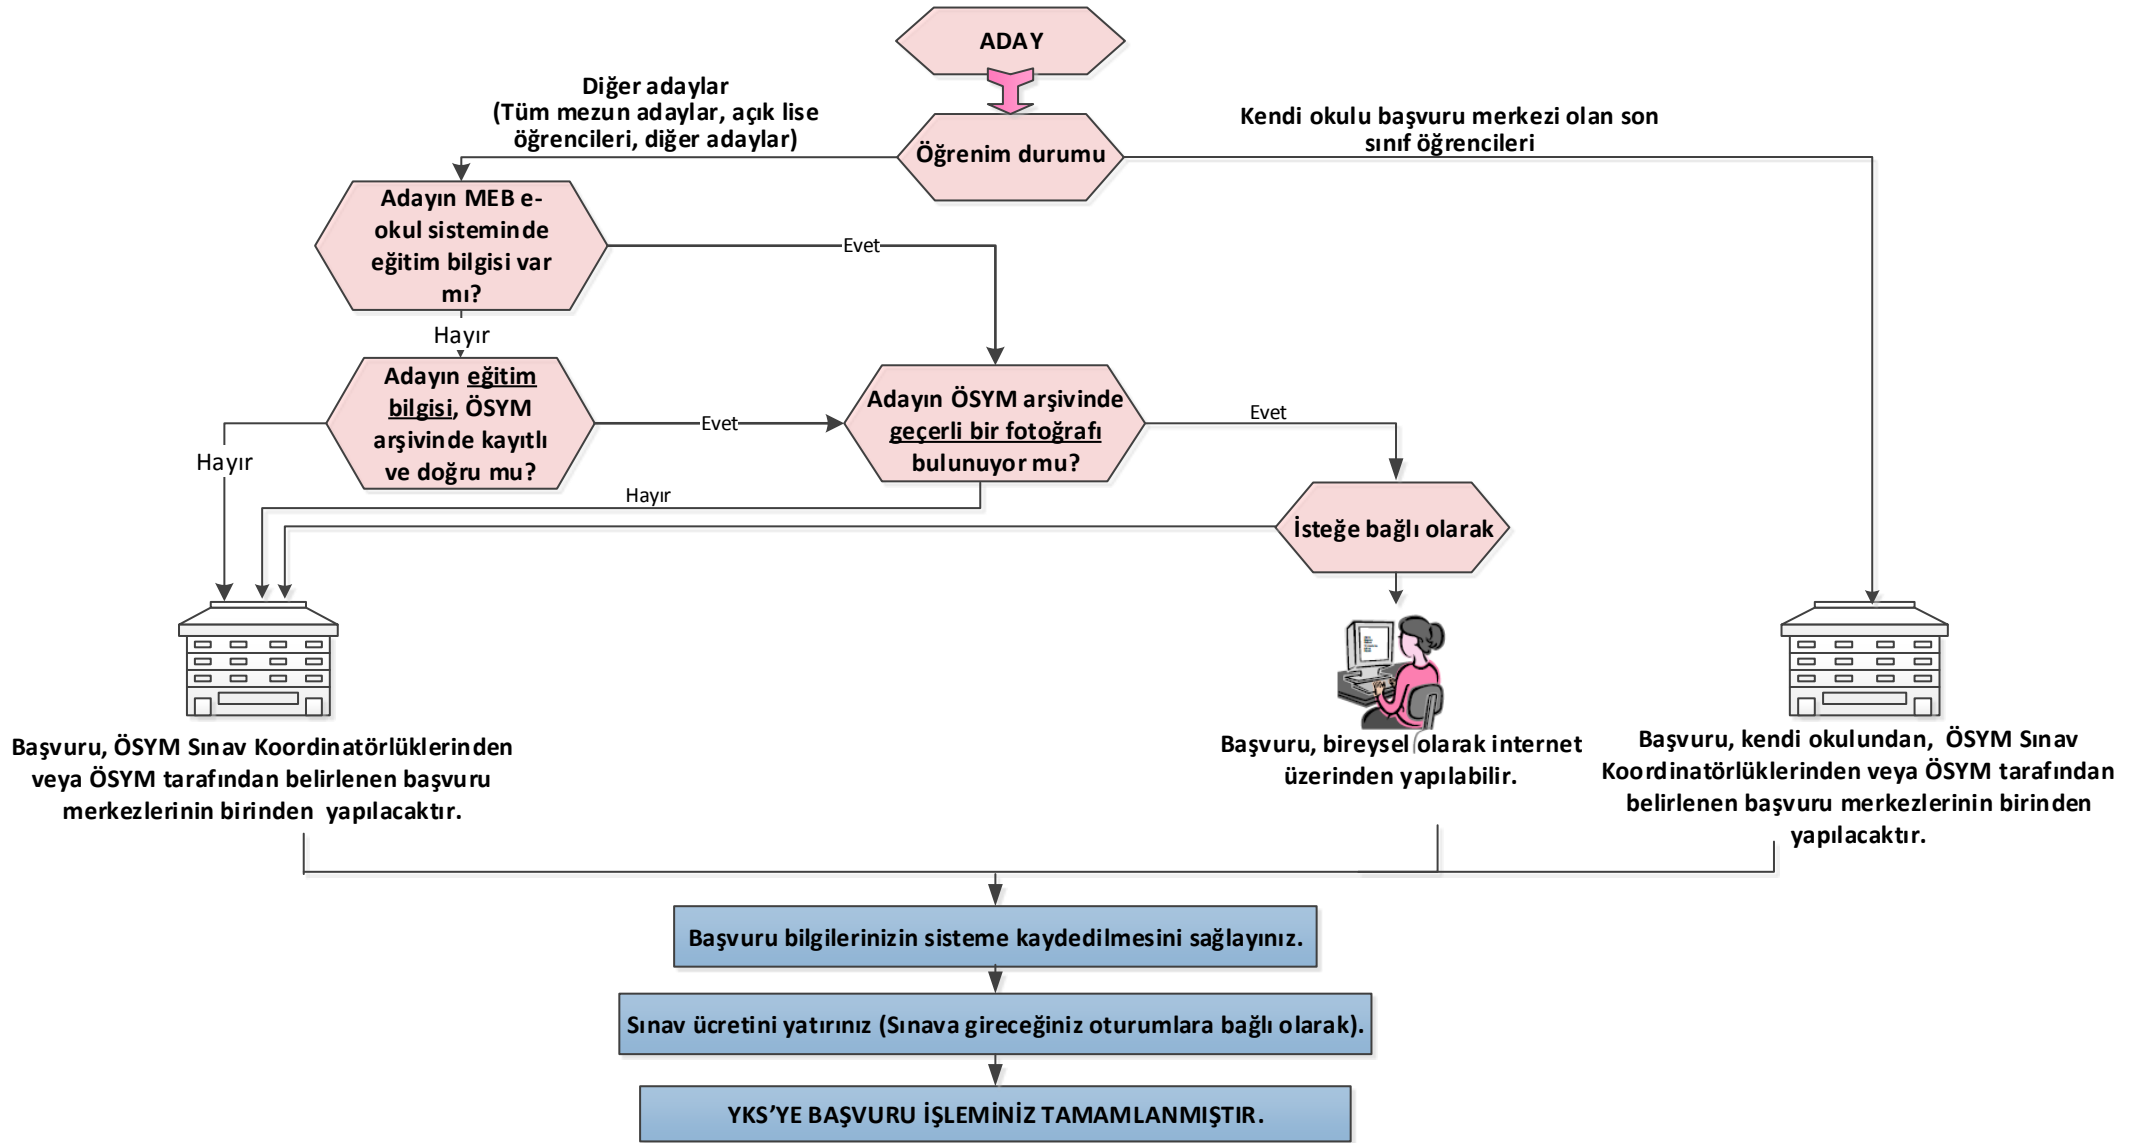 ADAY
Diğer adaylar
(Tüm mezun adaylar, açık lise
öğrencileri, diğer adaylar)
Kendi okulu başvuru merkezi olan son
sınıf öğrencileri
Öğrenim durumu
Adayın MEB e-
okul sisteminde
eğitim bilgisi var
mı?
Evet
Hayır
Adayın eğitim
bilgisi, ÖSYM
arşivinde kayıtlı
ve doğru mu?
Evet
Adayın ÖSYM arşivinde
geçerli bir fotoğrafı
bulunuyor mu?
Evet
Hayır
Hayır
İsteğe bağlı olarak
Başvuru, ÖSYM Sınav Koordinatörlüklerinden
veya ÖSYM tarafından belirlenen başvuru
merkezlerinin birinden yapılacaktır.
Başvuru, bireysel olarak internet
üzerinden yapılabilir.
Başvuru, kendi okulundan, ÖSYM Sınav
Koordinatörlüklerinden veya ÖSYM tarafından
belirlenen başvuru merkezlerinin birinden
yapılacaktır.
Başvuru bilgilerinizin sisteme kaydedilmesini sağlayınız.
Sınav ücretini yatırınız (Sınava gireceğiniz oturumlara bağlı olarak).
YKS’YE BAŞVURU İŞLEMİNİZ TAMAMLANMIŞTIR.